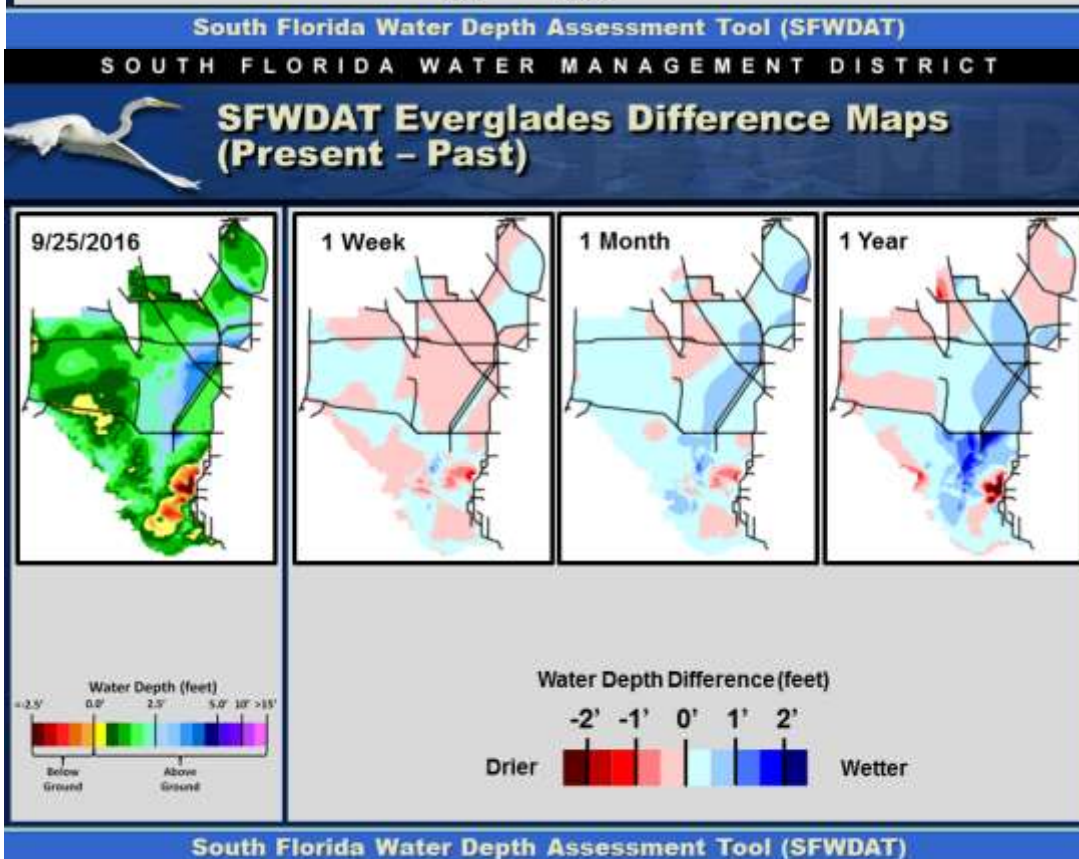 South Florida Water Depth Assessment Tool (SFWDAT)
SOUTH FLORIDA WATER MANAGEMENT DISTRICT
SFWDAT Everglades Difference Maps
(Present – Past)
9/25/2016
1 Week
1 Month
1 Year
Water Depth (feet)
<-2.5' 0.0' 2.5' 5.0' 10' >15'
Below
Ground
Above
Ground
Water Depth Difference (feet)
-2' -1' 0' 1' 2'
Drier
Wetter
South Florida Water Depth Assessment Tool (SFWDAT)